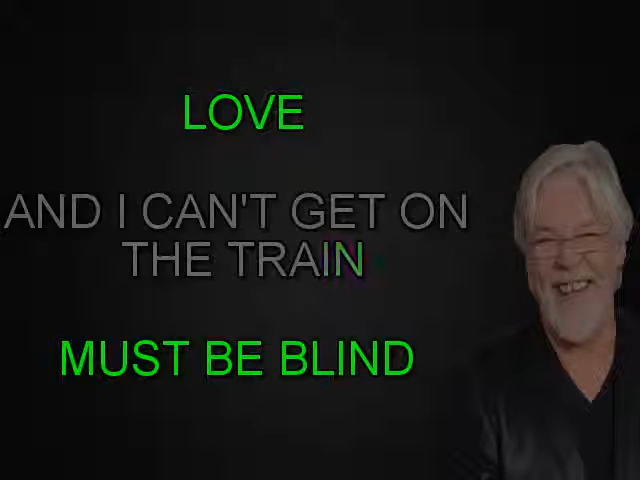 LOVE
AND I CAN'T GET ON
THE TRAIN
MUST BE BLIND